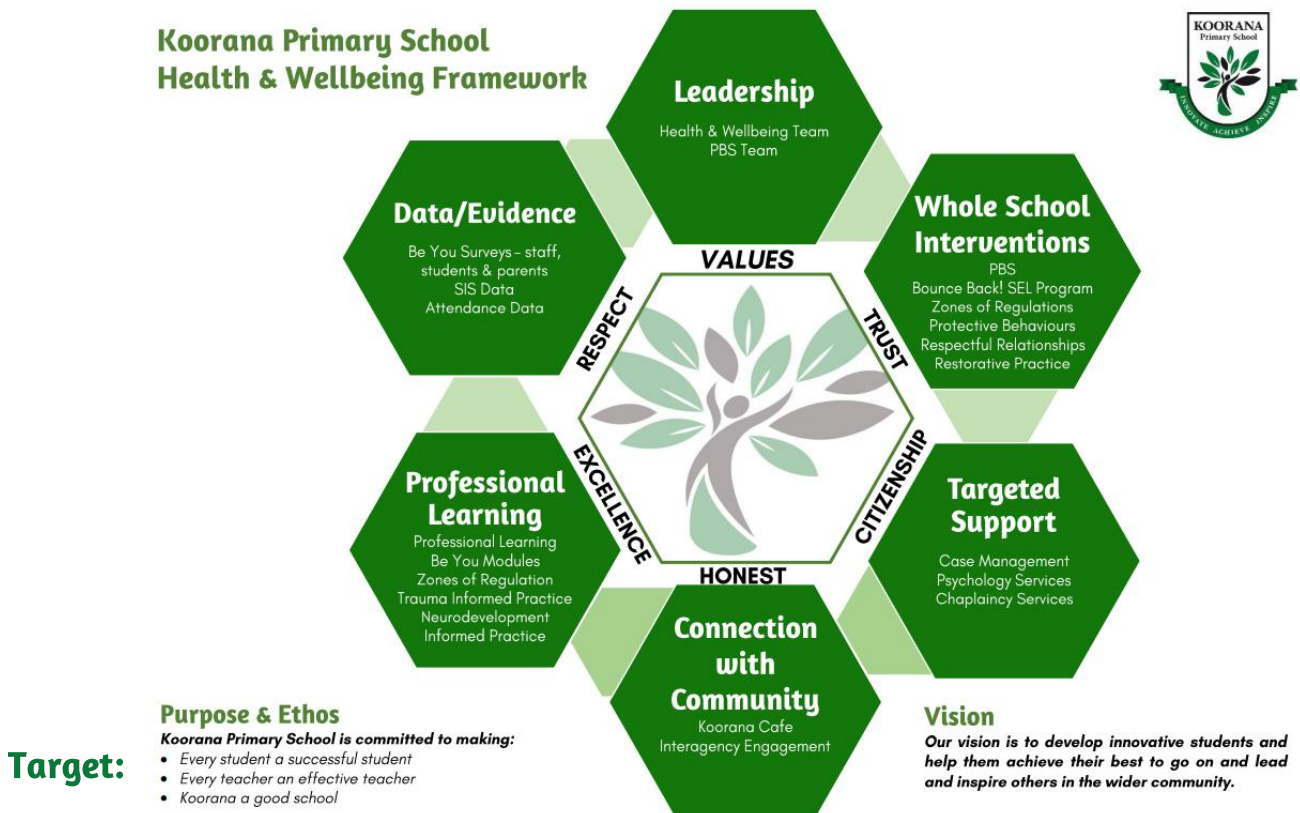 Koorana Primary School
Health & Wellbeing Framework
KOORANA
Primary School
INNOVATE ACHIEVE INSPIRE
Leadership
Health & Wellbeing Team
PBS Team
Data/Evidence
Be You Surveys - staff,
students & parents
SIS Data
Attendance Data
Whole School
Interventions
PBS
Bounce Back! SEL Program
Zones of Regulations
Protective Behaviours
Respectful Relationships
Restorative Practice
VALUES
RESPECT
TRUST
EXCELLENCE
CITIZENSHIP
HONEST
Professional
Learning
Professional Learning
Be You Modules
Zones of Regulation
Trauma Informed Practice
Neurodevelopment
Informed Practice
Targeted
Support
Case Management
Psychology Services
Chaplaincy Services
Connection
with
Community
Koorana Cafe
Interagency Engagement
Target:
Purpose & Ethos
Koorana Primary School is committed to making:
• Every student a successful student
• Every teacher an effective teacher
• Koorana a good school
Vision
Our vision is to develop innovative students and
help them achieve their best to go on and lead
and inspire others in the wider community.